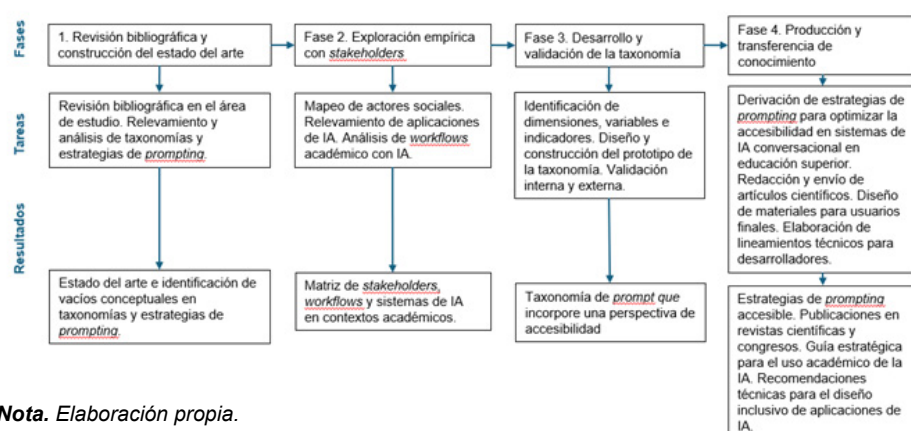 Fases
1. Revisión bibliográfica y
construcción del estado del arte
Fase 2. Exploración empírica
con stakeholders
Fase 3. Desarrollo y
validación de la taxonomía
Fase 4. Producción y
transferencia de
conocimiento
Tareas
Revisión bibliográfica en el área
de estudio. Relevamiento y
análisis de taxonomías y
estrategias de prompting.
Mapeo de actores sociales.
Relevamiento de aplicaciones
de IA. Análisis de workflows
académico con IA.
Identificación de
dimensiones, variables e
indicadores. Diseño y
construcción del prototipo de
la taxonomía. Validación
interna y externa.
Derivación de estrategias de
prompting para optimizar la
accesibilidad en sistemas de
IA conversacional en
educación superior.
Redacción y envío de
artículos científicos. Diseño
de materiales para usuarios
finales. Elaboración de
lineamientos técnicos para
desarrolladores.
Resultados
Estado del arte e identificación de
vacíos conceptuales en
taxonomías y estrategias de
prompting.
Matriz de stakeholders,
workflows y sistemas de IA
en contextos académicos.
Taxonomía de prompt que
incorpore una perspectiva de
accesibilidad
Estrategias de prompting
accesible. Publicaciones en
revistas científicas y
congresos. Guía estratégica
para el uso académico de la
IA. Recomendaciones
técnicas para el diseño
inclusivo de aplicaciones de
IA.
Nota. Elaboración propia.